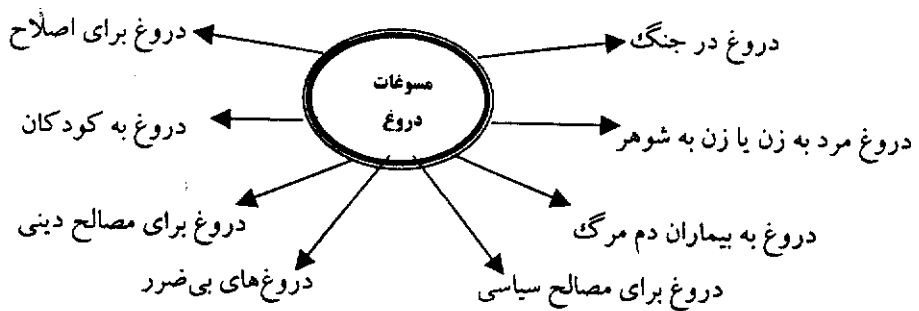 دروغ در جنگ
دروغ برای اصلاح
مسوغات
دروغ
دروغ مرد به زن یا زن به شوهر
دروغ به کودکان
دروغ به بیماران دم مرگ
دروغ برای مصالح دینی
دروغ برای مصالح سیاسی
دروغ‌های بی‌ضرر